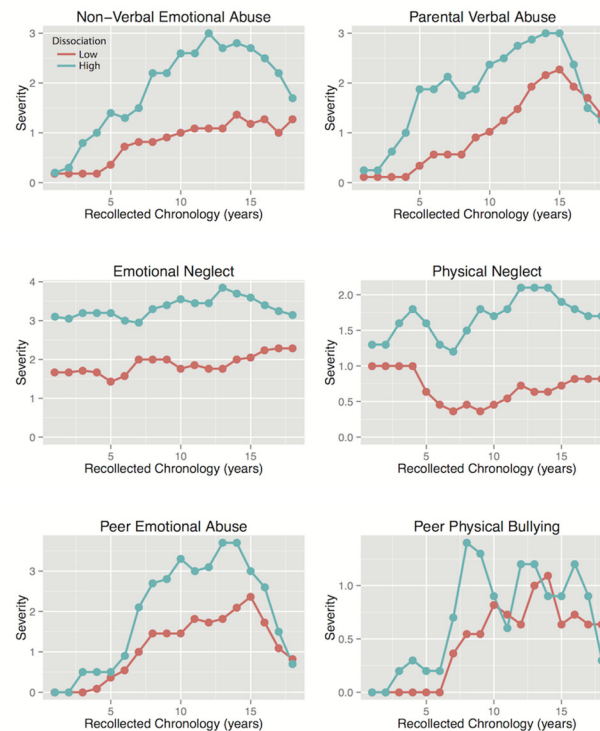 Non-Verbal Emotional Abuse
Parental Verbal Abuse
Dissociation
Low
High
Severity
3
2
1
0
5
10
15
Recollected Chronology (years)
Severity
3
2
1
0
5
10
15
Recollected Chronology (years)
Emotional Neglect
Physical Neglect
Severity
4
3
2
1
0
5
10
15
Recollected Chronology (years)
Severity
2.0
1.5
1.0
0.5
0.0
5
10
15
Recollected Chronology (years)
Peer Emotional Abuse
Peer Physical Bullying
Severity
3
2
1
0
5
10
15
Recollected Chronology (years)
Severity
1.0
0.5
0.0
5
10
15
Recollected Chronology (years)